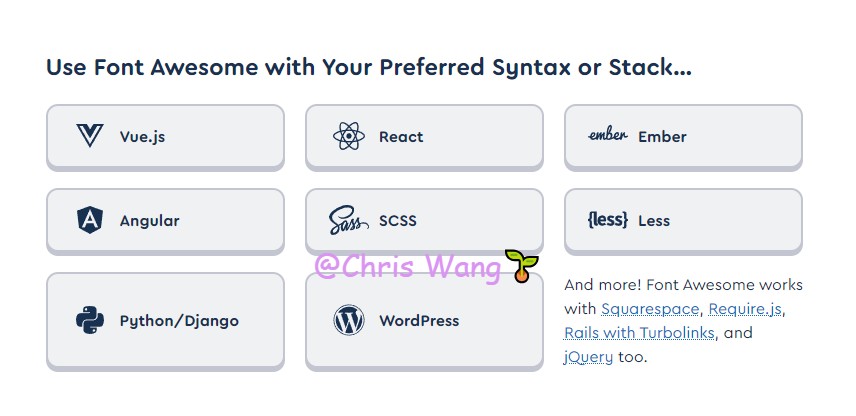 Use Font Awesome with Your Preferred Syntax or Stack...
Vue.js
React
ember Ember
Angular
Sass SCSS
{less} Less
@Chris Wang
Python/Django
WordPress
And more! Font Awesome works
with Squarespace, Require.js,
Rails with Turbolinks, and
jQuery too.